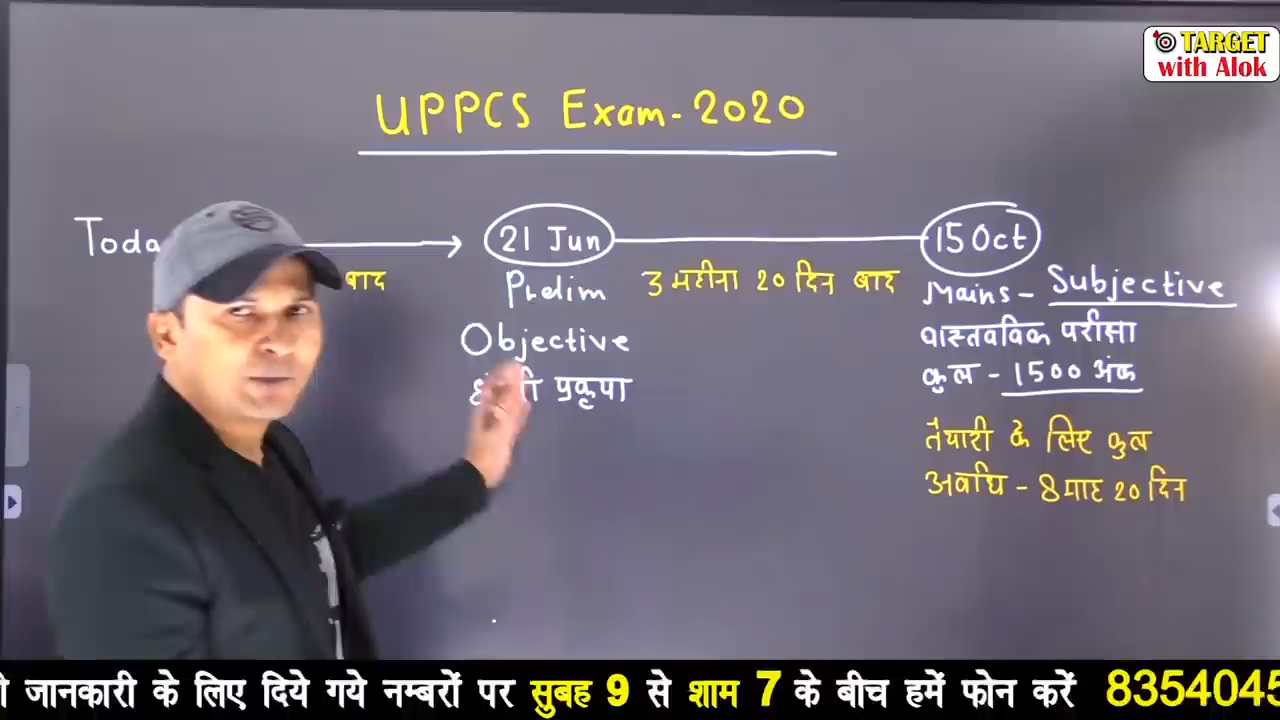 TARGET
with Alok
UPPCS Exam-2020
Toda
21 Jun
15 Oct
बाद
Prelim
3 महीना 20 दिन बाद
Mains - Subjective
Objective
वास्तवविक परीक्षा
प्रकृपा
कुल - 1500 अंक
तैयारी के लिए कुल
अवधि - 8 माह 20 दिन
जानकारी के लिए दिये गये नम्बरों पर सुबह 9 से शाम 7 के बीच हमें फोन करें 8354045